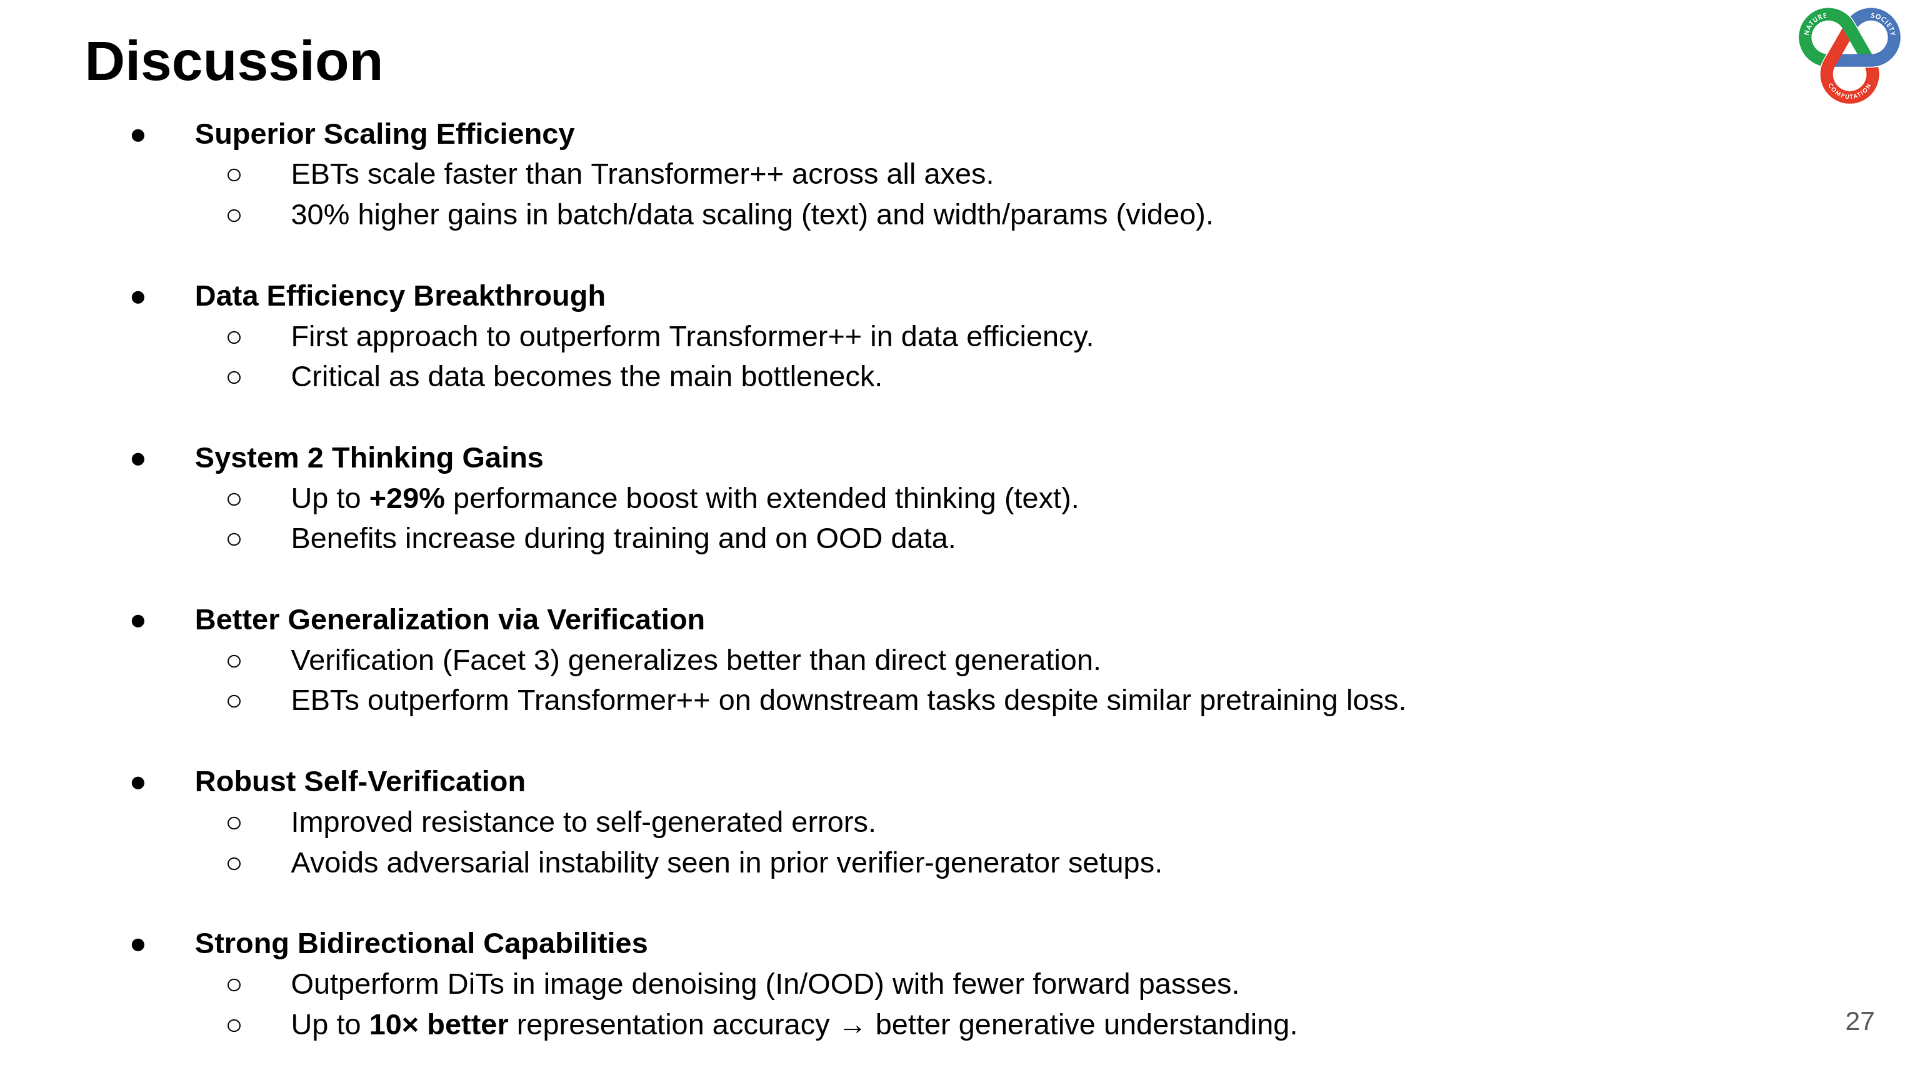 Discussion
NATURE
SOCIETY
COMPUTATION
● Superior Scaling Efficiency
○ EBTs scale faster than Transformer++ across all axes.
○ 30% higher gains in batch/data scaling (text) and width/params (video).
● Data Efficiency Breakthrough
○ First approach to outperform Transformer++ in data efficiency.
○ Critical as data becomes the main bottleneck.
● System 2 Thinking Gains
○ Up to +29% performance boost with extended thinking (text).
○ Benefits increase during training and on OOD data.
● Better Generalization via Verification
○ Verification (Facet 3) generalizes better than direct generation.
○ EBTs outperform Transformer++ on downstream tasks despite similar pretraining loss.
● Robust Self-Verification
○ Improved resistance to self-generated errors.
○ Avoids adversarial instability seen in prior verifier-generator setups.
● Strong Bidirectional Capabilities
○ Outperform DiTs in image denoising (In/OOD) with fewer forward passes.
○ Up to 10× better representation accuracy → better generative understanding.
27